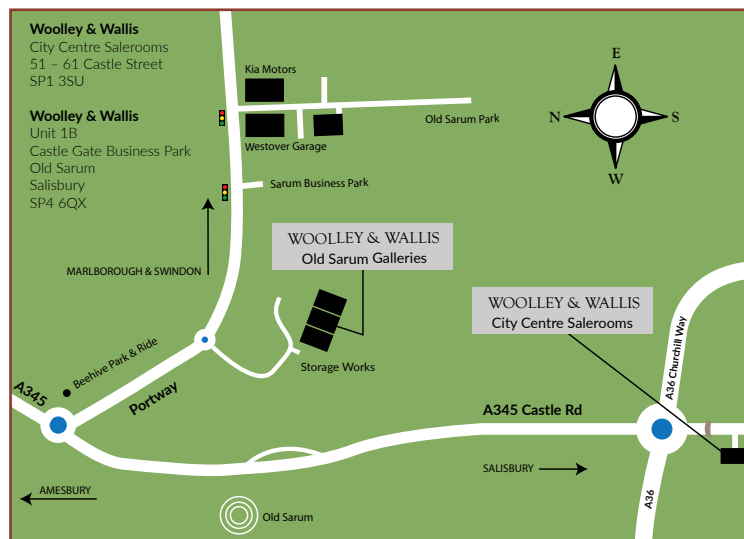 Woolley & Wallis
City Centre Salerooms
51 – 61 Castle Street
SP1 3SU
Woolley & Wallis
Unit 1B
Castle Gate Business Park
Old Sarum
Salisbury
SP4 6QX
Kia Motors
Old Sarum Park
Westover Garage
Sarum Business Park
E
N
S
W
MARLBOROUGH & SWINDON
WOOLLEY & WALLIS
Old Sarum Galleries
WOOLLEY & WALLIS
City Centre Salerooms
Storage Works
Beehive Park & Ride
A345
Portway
A36 Churchill Way
A345 Castle Rd
SALISBURY
AMESBURY
A36
Old Sarum